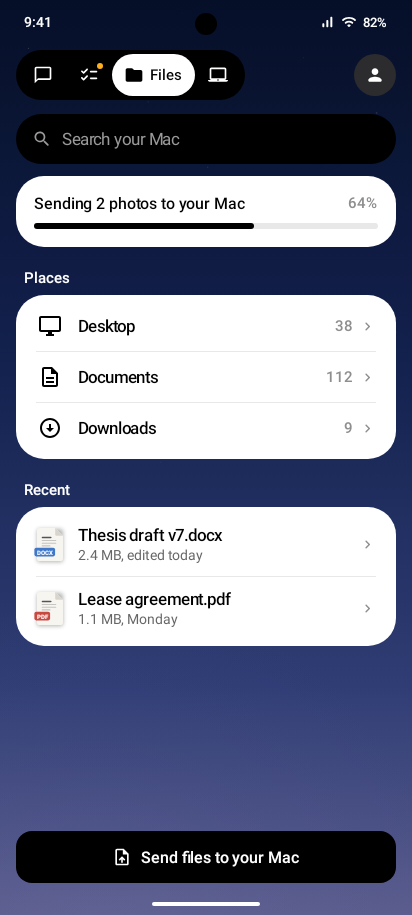 9:41
82%
Files
Search your Mac
Sending 2 photos to your Mac
64%
Places
Desktop
38
Documents
112
Downloads
9
Recent
Thesis draft v7.docx
DOCX
2.4 MB, edited today
Lease agreement.pdf
PDF
1.1 MB, Monday
Send files to your Mac